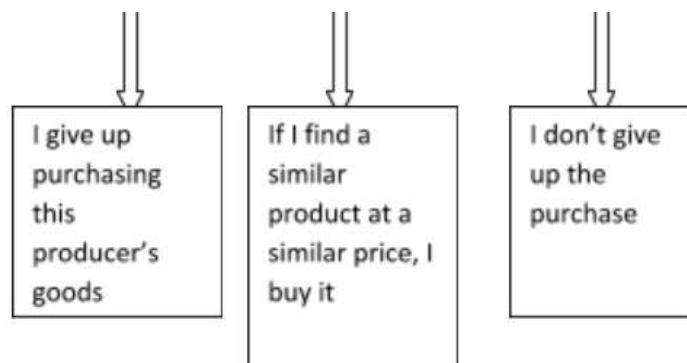 I give up
purchasing
this
producer's
goods
If I find a
similar
product at a
similar price, I
buy it
I don't give
up the
purchase